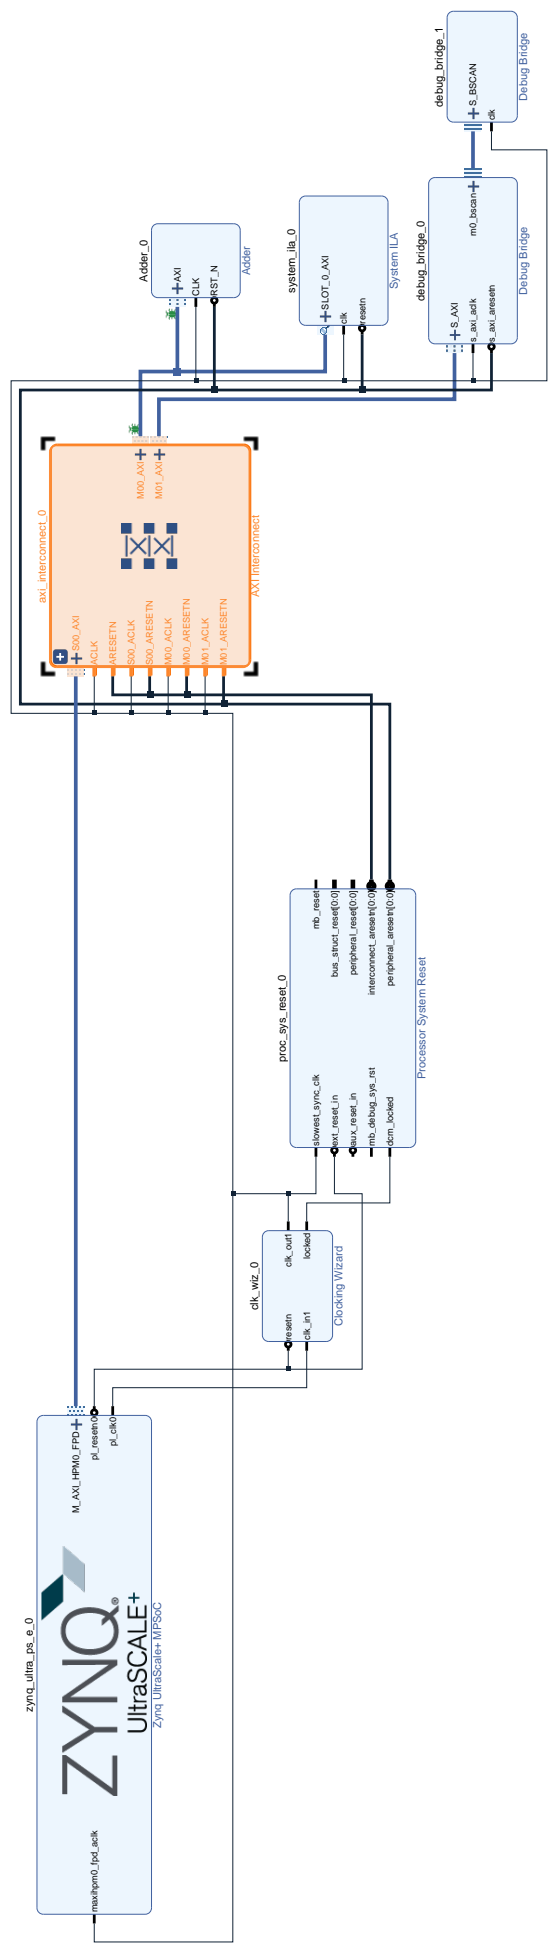 zynq_ultra_ps_e_0
maxihpm0_fpd_aclk
M_AXI_HPM0_FPD
pl_resetn0
pl_clk0
ZYNQ®
UltraSCALE+
Zynq UltraScale+ MPSoC
clk_wiz_0
resetn
clk_in1
clk_out1
locked
Clocking Wizard
proc_sys_reset_0
slowest_sync_clk
ext_reset_in
aux_reset_in
mb_debug_sys_rst
dcm_locked
mb_reset
bus_struct_reset[0:0]
peripheral_reset[0:0]
interconnect_aresetn[0:0]
peripheral_aresetn[0:0]
Processor System Reset
axi_interconnect_0
S00_AXI
ACLK
ARESETN
S00_ACLK
S00_ARESETN
M00_ACLK
M00_ARESETN
M01_ACLK
M01_ARESETN
M00_AXI
M01_AXI
AXI Interconnect
Adder_0
AXI
CLK
RST_N
Adder
system_ila_0
SLOT_0_AXI
clk
resetn
System ILA
debug_bridge_0
S_AXI
s_axi_aclk
s_axi_aresetn
m0_bscan
Debug Bridge
debug_bridge_1
S_BSCAN
clk
Debug Bridge